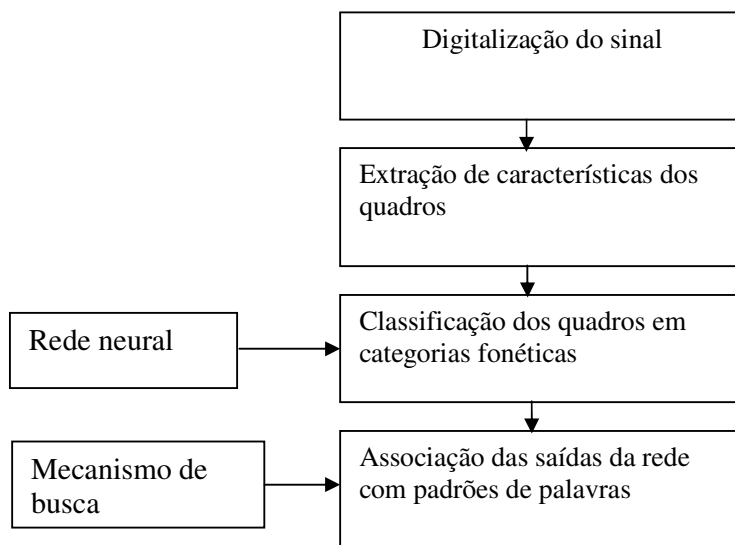 Digitalização do sinal
Extração de características dos
quadros
Rede neural
Classificação dos quadros em
categorias fonéticas
Mecanismo de
busca
Associação das saídas da rede
com padrões de palavras